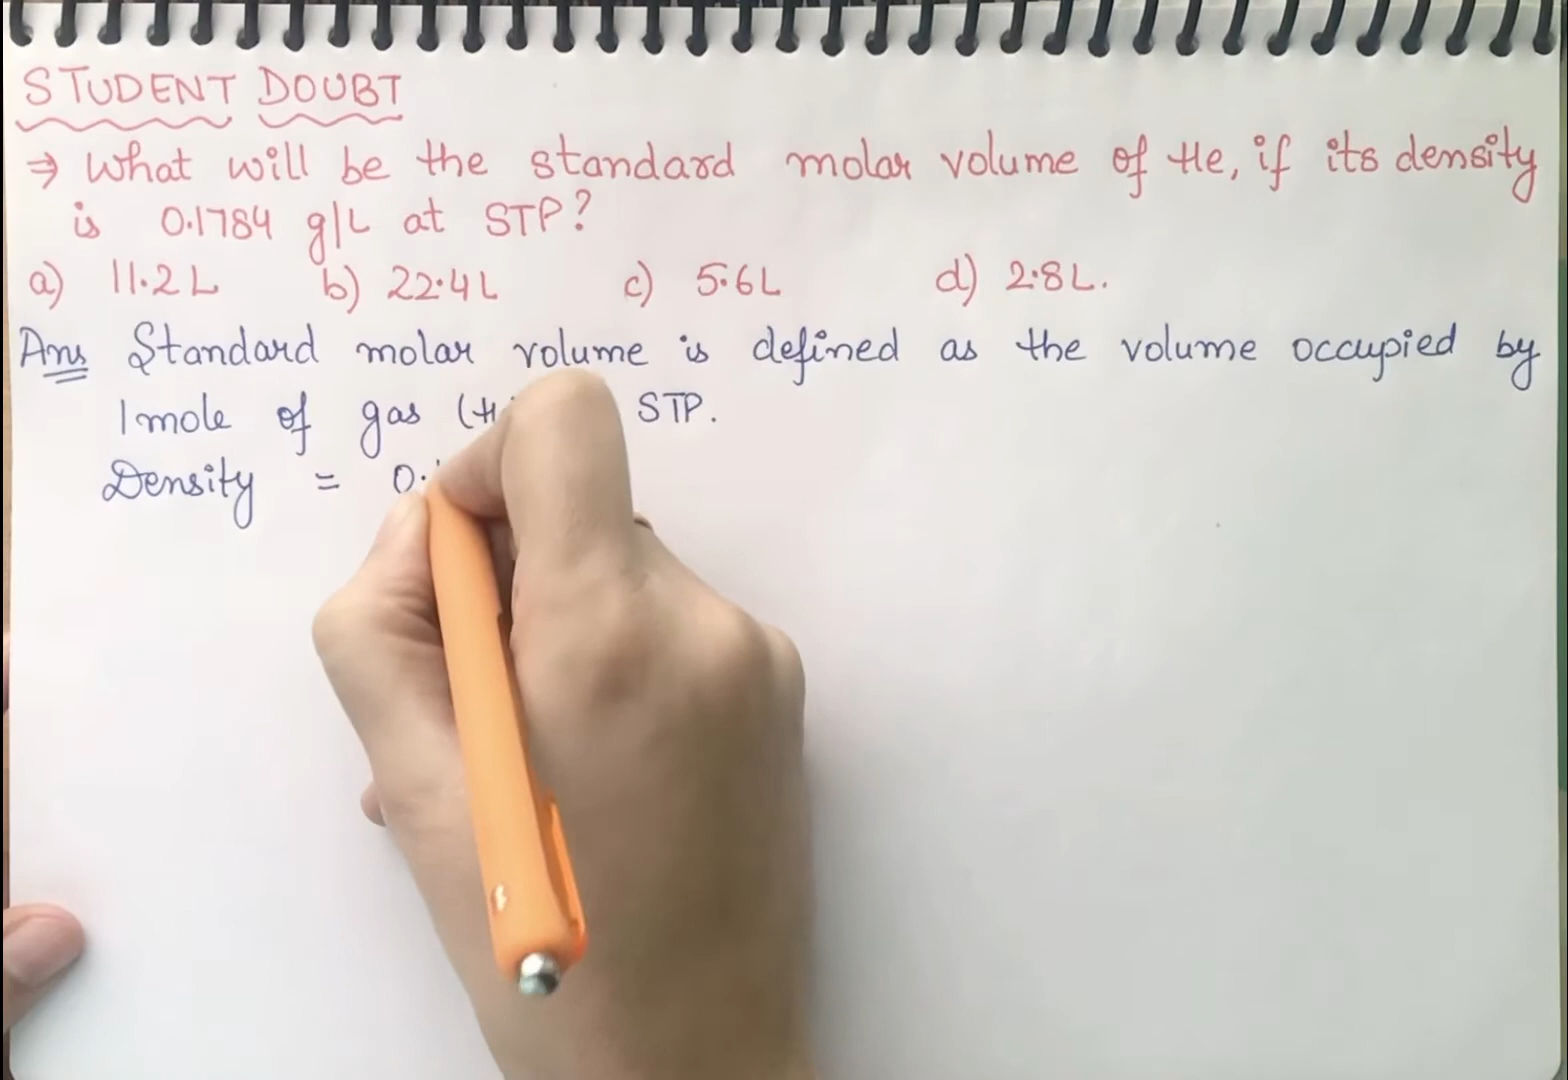 STUDENT DOUBT
⇒ What will be the standard molar volume of He, if its density
is 0.1784 g/L at STP?
a) 11.2 L b) 22.4 L c) 5.6 L d) 2.8 L.
Ans Standard molar volume is defined as the volume occupied by
1 mole of gas STP.
Density =